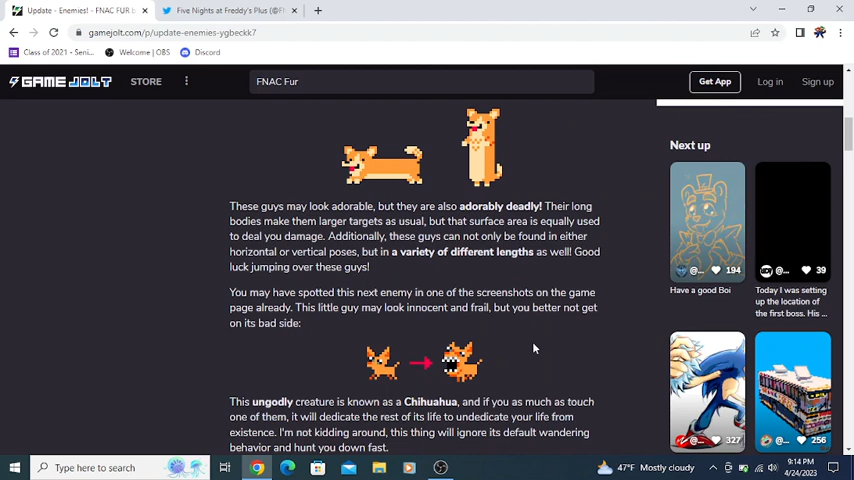 Update - Enemies! - FNAC FUR b
Five Nights at Freddy's Plus (@FN
gamejolt.com/p/update-enemies-ygbeckk7
Class of 2021 - Seni...
Welcome | OBS
Discord
GAME JOLT
STORE
FNAC Fur
Get App
Log in
Sign up
These guys may look adorable, but they are also adorably deadly! Their long
bodies make them larger targets as usual, but that surface area is equally used
to deal you damage. Additionally, these guys can not only be found in either
horizontal or vertical poses, but in a variety of different lengths as well! Good
luck jumping over these guys!
You may have spotted this next enemy in one of the screenshots on the game
page already. This little guy may look innocent and frail, but you better not get
on its bad side:
This ungodly creature is known as a Chihuahua, and if you as much as touch
one of them, it will dedicate the rest of its life to undedicate your life from
existence. I'm not kidding around, this thing will ignore its default wandering
behavior and hunt you down fast.
Next up
@... 194
Have a good Boi
@... 39
Today I was setting
up the location of
the first boss. His ...
@... 327
@... 256
Type here to search
47°F Mostly cloudy
9:14 PM
4/24/2023